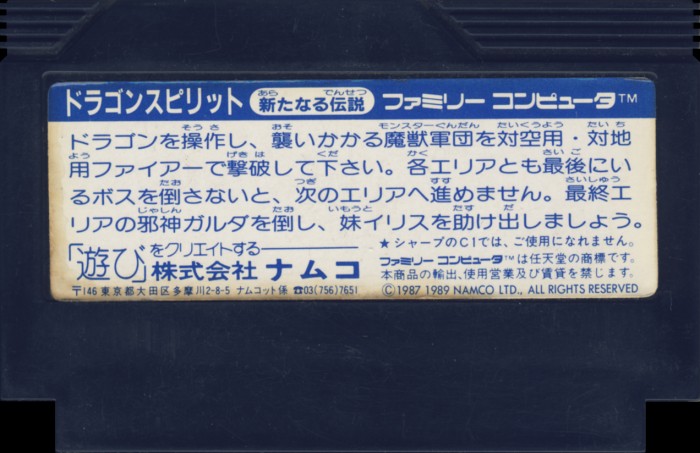 ドラゴンスピリット 新たなる伝説 ファミリー コンピュータ™
ドラゴンを操作し、襲いかかる魔獣軍団を対空用・対地
用ファイアーで撃破して下さい。各エリアとも最後にい
るボスを倒さないと、次のエリアへ進めません。最終エ
リアの邪神ガルダを倒し、妹イリスを助け出しましょう。
「遊び」をクリエイトする——
株式会社 ナムコ
〒146 東京都大田区多摩川2-8-5 ナムコット係 ☎03(756)7651
★シャープのC1では、ご使用になれません。
ファミリー コンピュータ™は任天堂の商標です。
本商品の輸出、使用営業及び賃貸を禁じます。
©1987 1989 NAMCO LTD., ALL RIGHTS RESERVED